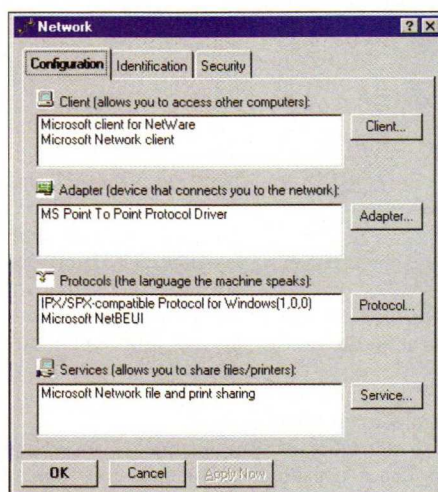 Network
Configuration Identification Security
Client (allows you to access other computers):
Microsoft client for NetWare
Microsoft Network client
Client...
Adapter (device that connects you to the network):
MS Point To Point Protocol Driver
Adapter...
Protocols (the language the machine speaks):
IPX/SPX-compatible Protocol for Windows(1,0,0)
Microsoft NetBEUI
Protocol...
Services (allows you to share files/printers):
Microsoft Network file and print sharing
Service...
OK Cancel Apply Now